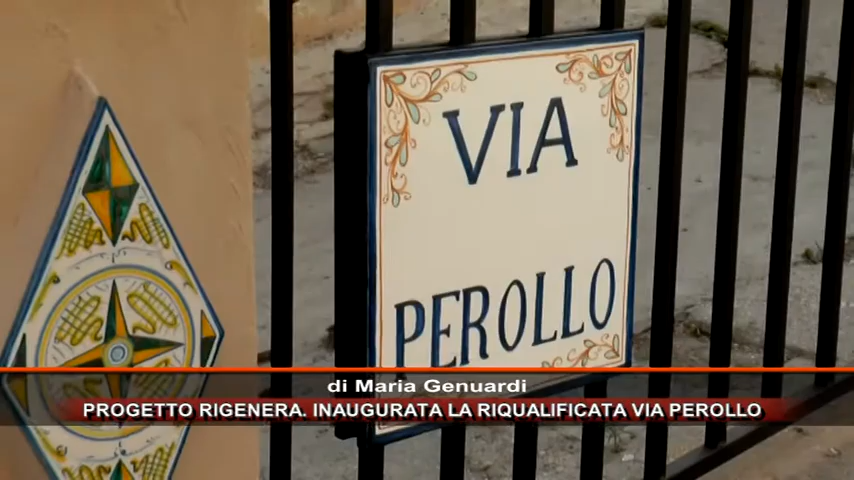 VIA
PEROLLO
di Maria Genuardi
PROGETTO RIGENERA. INAUGURATA LA RIQUALIFICATA VIA PEROLLO